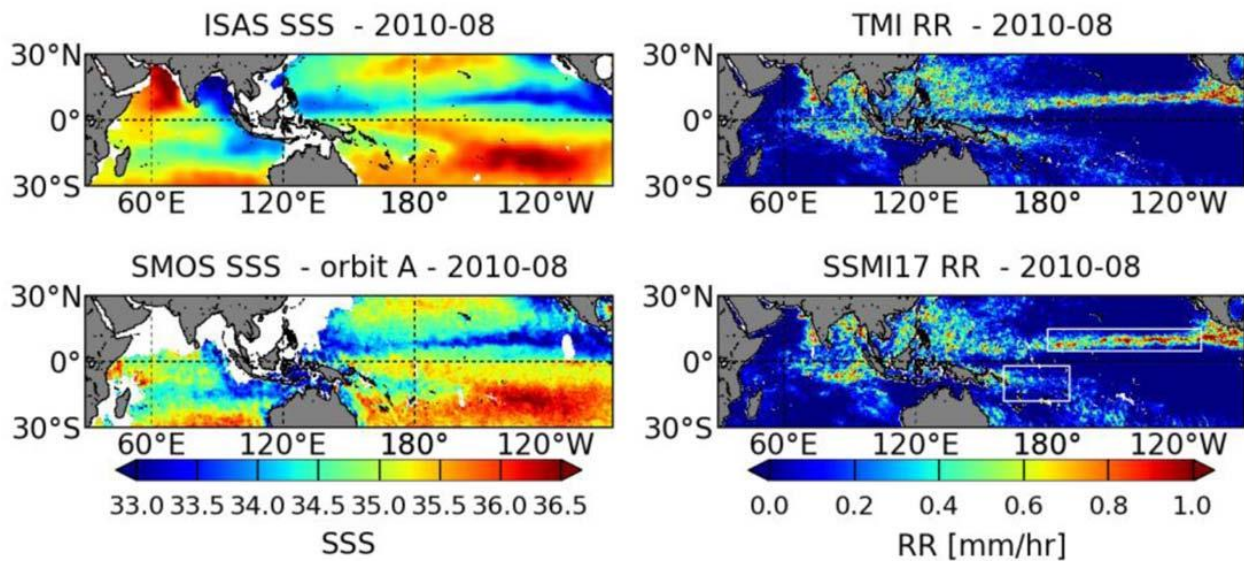 ISAS SSS - 2010-08
30°N
0°
30°S
60°E 120°E 180° 120°W
TMI RR - 2010-08
30°N
0°
30°S
60°E 120°E 180° 120°W
SMOS SSS - orbit A - 2010-08
30°N
0°
30°S
60°E 120°E 180° 120°W
33.0 33.5 34.0 34.5 35.0 35.5 36.0 36.5
SSS
SSMI17 RR - 2010-08
30°N
0°
30°S
60°E 120°E 180° 120°W
0.0 0.2 0.4 0.6 0.8 1.0
RR [mm/hr]